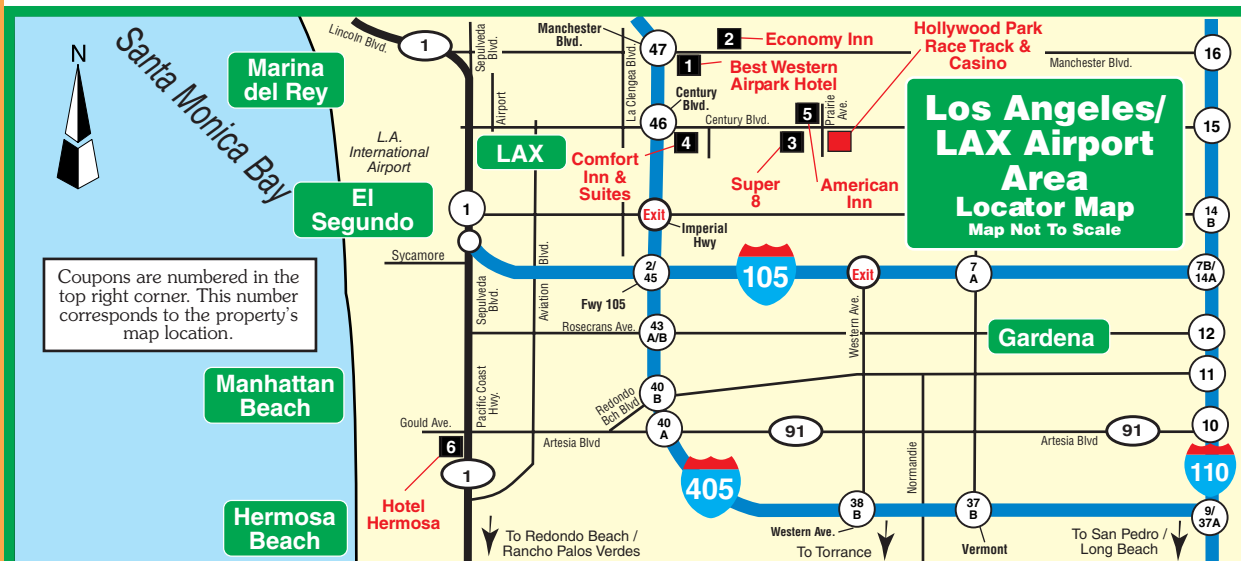 N
Santa Monica Bay
Marina
del Rey
El
Segundo
Manhattan
Beach
Hermosa
Beach
Coupons are numbered in the
top right corner. This number
corresponds to the property's
map location.
Lincoln Blvd.
1
Sepulveda
Blvd.
Airport
L.A.
International
Airport
LAX
1
Sycamore
Sepulveda
Blvd.
Aviation Blvd.
Pacific Coast
Hwy.
Gould Ave.
6
Hotel
Hermosa
1
To Redondo Beach /
Rancho Palos Verdes
Manchester
Blvd.
La Clengea Blvd.
47
1
Best Western
Airpark Hotel
2
Economy Inn
Hollywood Park
Race Track &
Casino
Manchester Blvd.
16
Century
Blvd.
46
Century Blvd.
4
Comfort
Inn &
Suites
3
Super
8
5
American
Inn
Prairie
Ave.
15
Los Angeles/
LAX Airport
Area
Locator Map
Map Not To Scale
Exit
Imperial
Hwy
14
B
2/
45
Fwy 105
105
Exit
7
A
7B/
14A
Rosecrans Ave.
43
A/B
Western Ave.
Gardena
12
40
B
Redondo
Bch Blvd
11
40
A
Artesia Blvd
91
Artesia Blvd
91
10
405
Normandie
110
38
B
Western Ave.
To Torrance
37
B
Vermont
To San Pedro /
Long Beach
9/
37A